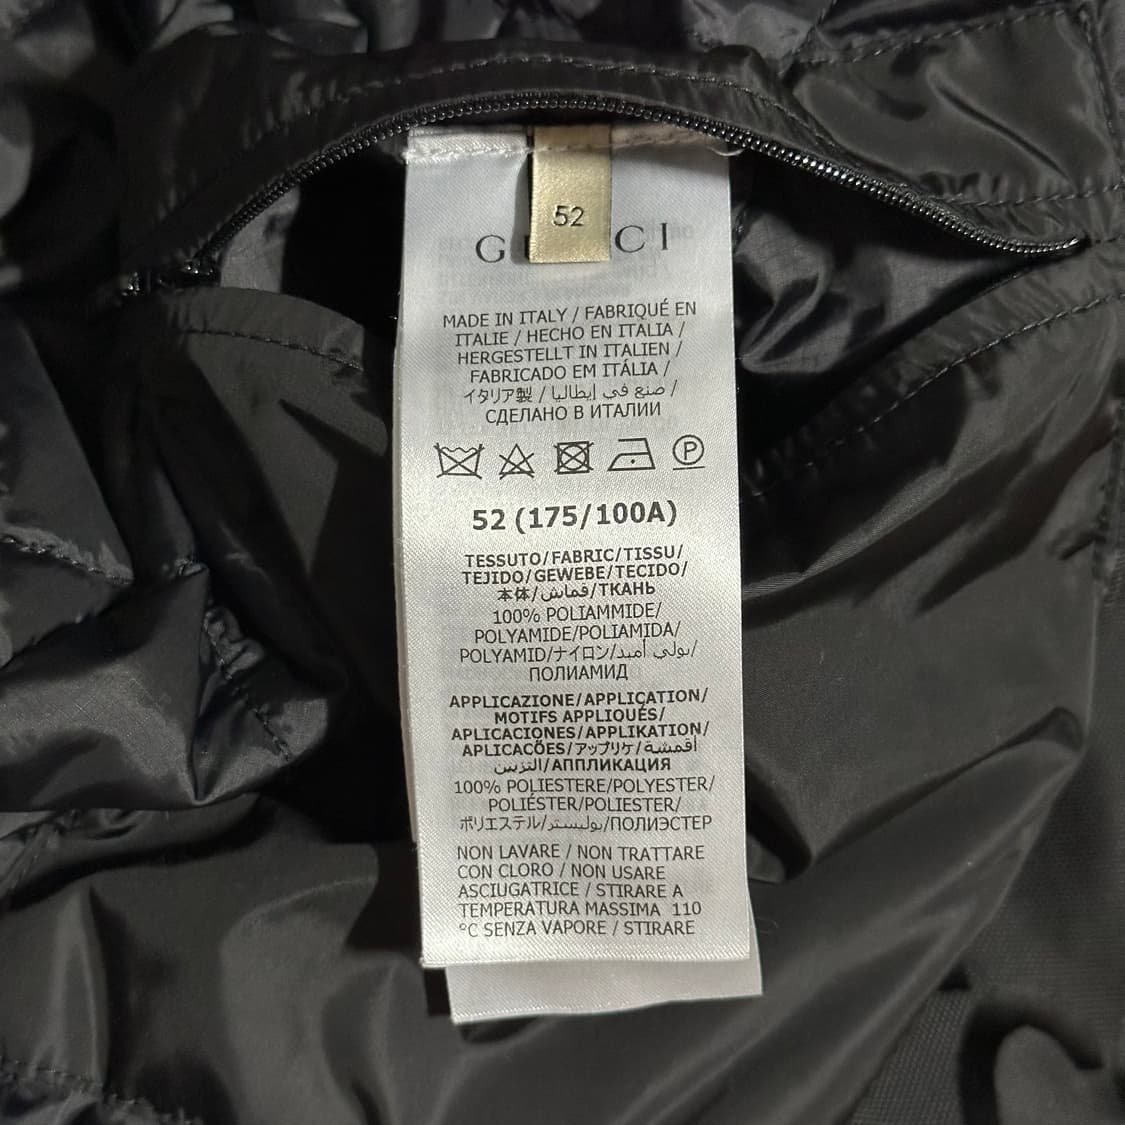 52
G CI
MADE IN ITALY / FABRIQUÉ EN
ITALIE / HECHO EN ITALIA /
HERGESTELLT IN ITALIEN /
FABRICADO EM ITÁLIA /
イタリア製 / صنع في إيطاليا /
СДЕЛАНО В ИТАЛИИ
P
52 (175/100A)
TESSUTO/FABRIC/TISSU/
TEJIDO/GEWEBE/TECIDO/
本体/قماش/ТКАНЬ
100% POLIAMMIDE/
POLYAMIDE/POLIAMIDA/
POLYAMID/ナイロン/بولي أميد/
ПОЛИАМИД
APPLICAZIONE/APPLICATION/
MOTIFS APPLIQUÉS/
APLICACIONES/APPLIKATION/
APLICACÕES/アップリケ/أقمشة
التزيين/АППЛИКАЦИЯ
100% POLIESTERE/POLYESTER/
POLIÉSTER/POLIESTER/
ポリエステル/بوليستر/ПОЛИЭСТЕР
NON LAVARE / NON TRATTARE
CON CLORO / NON USARE
ASCIUGATRICE / STIRARE A
TEMPERATURA MASSIMA 110
°C SENZA VAPORE / STIRARE